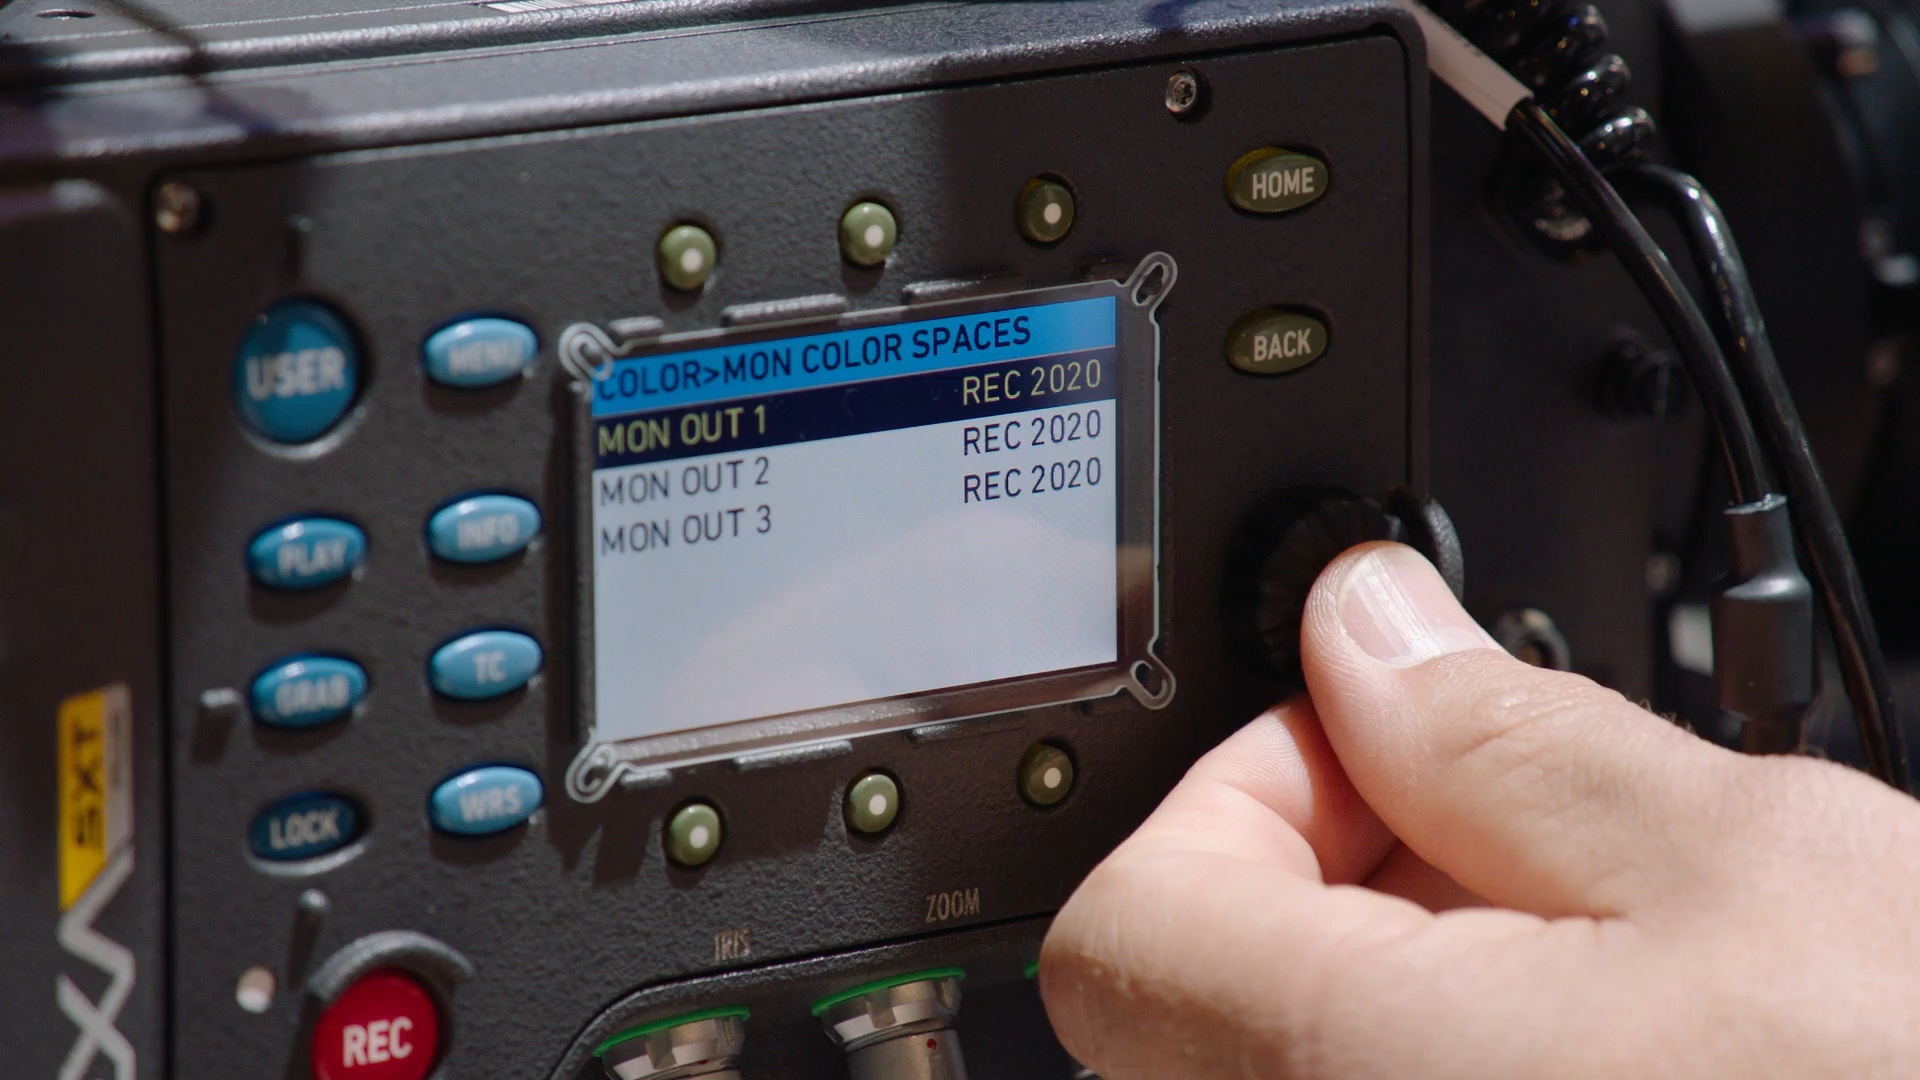 HOME
USER
MENU
COLOR>MON COLOR SPACES
BACK
MON OUT 1 REC 2020
MON OUT 2 REC 2020
MON OUT 3 REC 2020
PLAY
INFO
GRAB
TC
LOCK
WRS
SXT
ZOOM
IRIS
REC